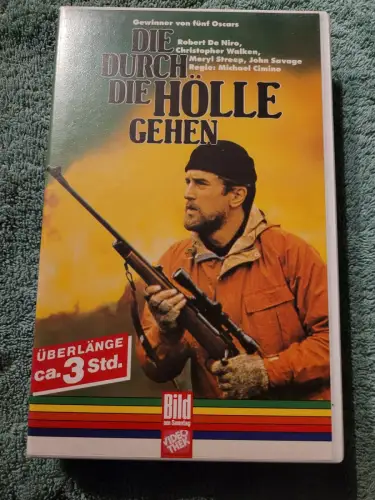 Gewinner von fünf Oscars
Robert De Niro,
Christopher Walken,
Meryl Streep, John Savage
Regie: Michael Cimino
DIE
DURCH
DIE HÖLLE
GEHEN
ÜBERLÄNGE
ca. 3 Std.
Bild
am Sonntag
VIDEO
THEK